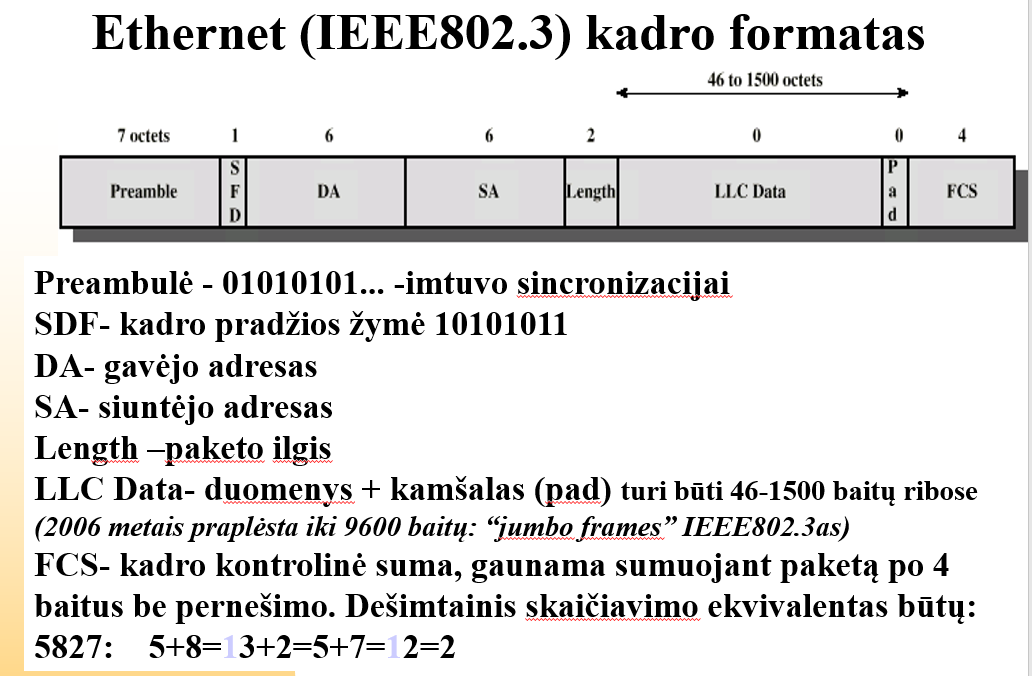 Ethernet (IEEE802.3) kadro formatas
46 to 1500 octets
7 octets 1 6 6 2 0 0 4
Preamble SFD DA SA Length LLC Data Pad FCS
Preambulė - 01010101... -imtuvo sincronizacijai
SDF- kadro pradžios žymė 10101011
DA- gavėjo adresas
SA- siuntėjo adresas
Length –paketo ilgis
LLC Data- duomenys + kamšalas (pad) turi būti 46-1500 baitų ribose
(2006 metais praplėsta iki 9600 baitų: “jumbo frames” IEEE802.3as)
FCS- kadro kontrolinė suma, gaunama sumuojant paketą po 4
baitus be pernešimo. Dešimtainis skaičiavimo ekvivalentas būtų:
5827: 5+8=13+2=5+7=12=2